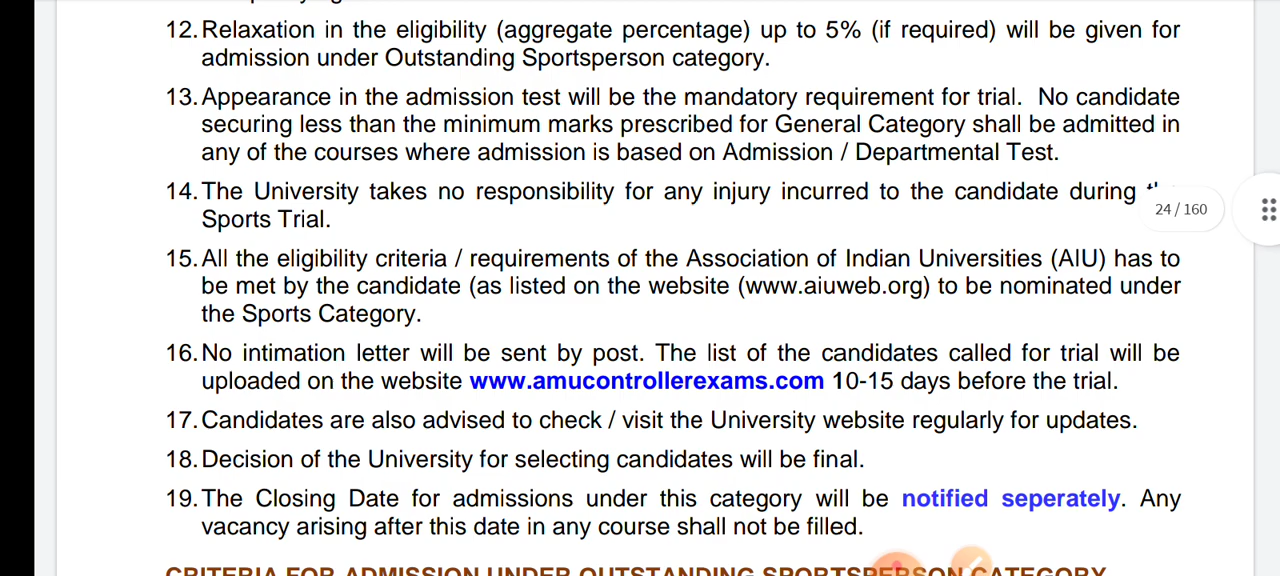 12. Relaxation in the eligibility (aggregate percentage) up to 5% (if required) will be given for
admission under Outstanding Sportsperson category.
13. Appearance in the admission test will be the mandatory requirement for trial. No candidate
securing less than the minimum marks prescribed for General Category shall be admitted in
any of the courses where admission is based on Admission / Departmental Test.
14. The University takes no responsibility for any injury incurred to the candidate during
Sports Trial.
24 / 160
15. All the eligibility criteria / requirements of the Association of Indian Universities (AIU) has to
be met by the candidate (as listed on the website (www.aiuweb.org) to be nominated under
the Sports Category.
16. No intimation letter will be sent by post. The list of the candidates called for trial will be
uploaded on the website www.amucontrollerexams.com 10-15 days before the trial.
17. Candidates are also advised to check / visit the University website regularly for updates.
18. Decision of the University for selecting candidates will be final.
19. The Closing Date for admissions under this category will be notified seperately. Any
vacancy arising after this date in any course shall not be filled.
CRITERIA FOR ADMISSION UNDER OUTSTANDING SPORTSPERSON CATEGORY